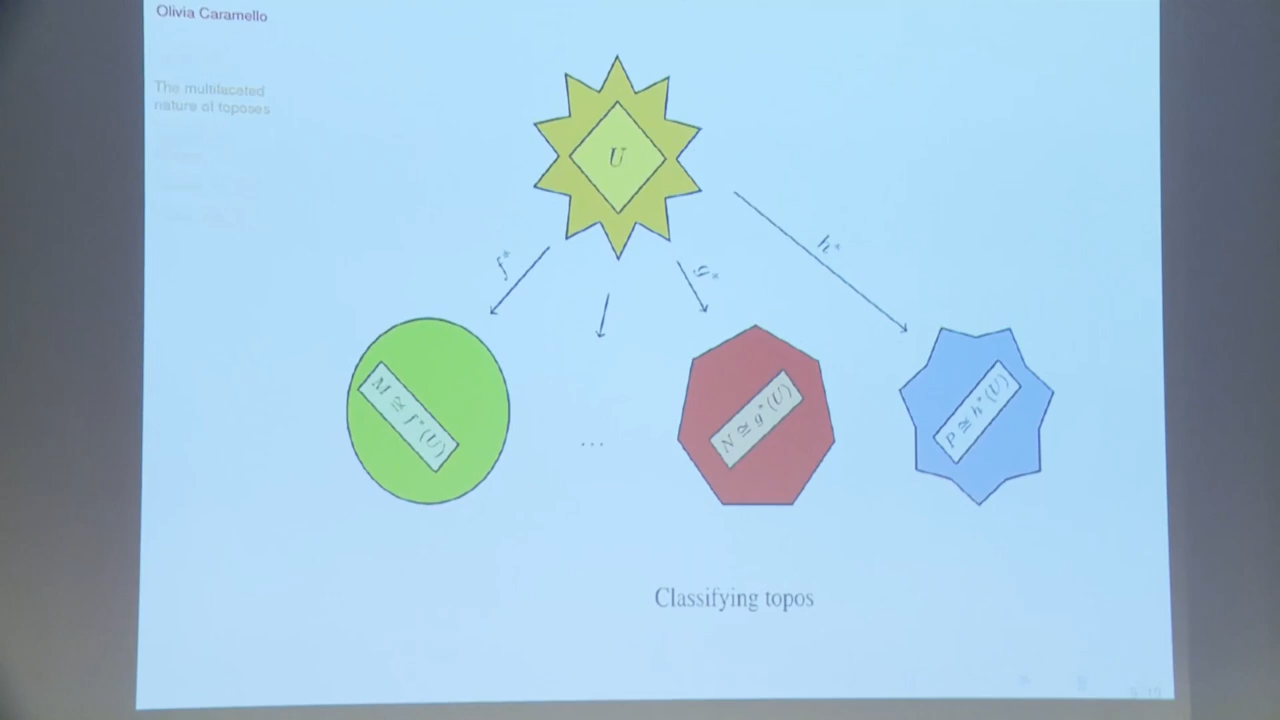 Olivia Caramello
The multifaceted
nature of toposes
U
f*
g*
h*
M ≅ f*(U)
...
N ≅ g*(U)
P ≅ h*(U)
Classifying topos